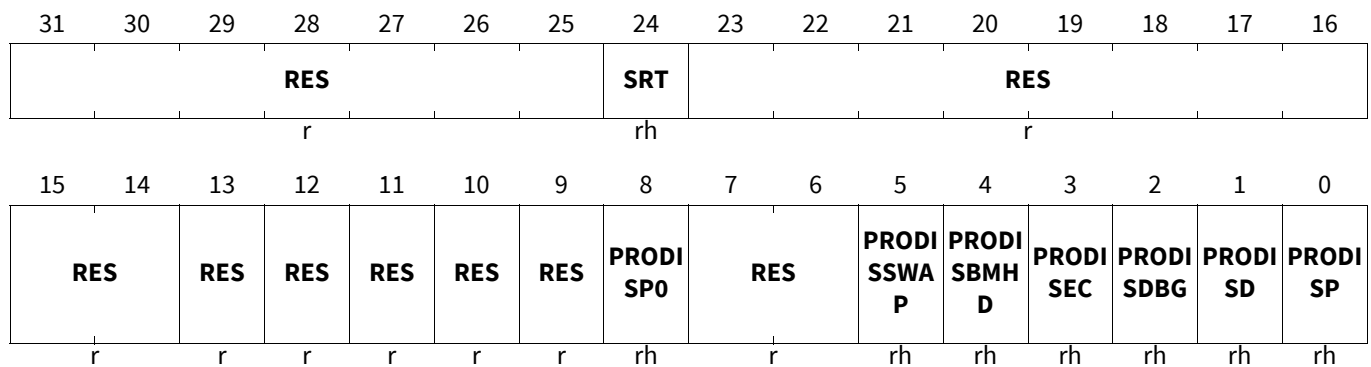 31 30 29 28 27 26 25 24 23 22 21 20 19 18 17 16
RES SRT RES
r rh r
15 14 13 12 11 10 9 8 7 6 5 4 3 2 1 0
RES RES RES RES RES RES PRODI SP0 RES PRODI SSWA P PRODI SBMH D PRODI SEC PRODI SDBG PRODI SD PRODI SP
r r r r r r rh r rh rh rh rh rh rh